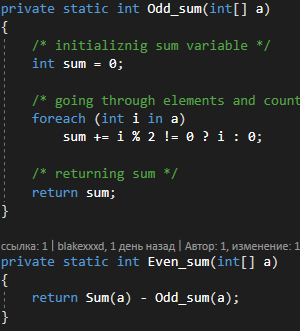 private static int Odd_sum(int[] a)
{
/* initializnig sum variable */
int sum = 0;
/* going through elements and count
foreach (int i in a)
sum += i % 2 != 0 ? i : 0;
/* returning sum */
return sum;
}
ссылка: 1 | blakexxxd, 1 день назад | Автор: 1, изменение: 1
private static int Even_sum(int[] a)
{
return Sum(a) - Odd_sum(a);
}